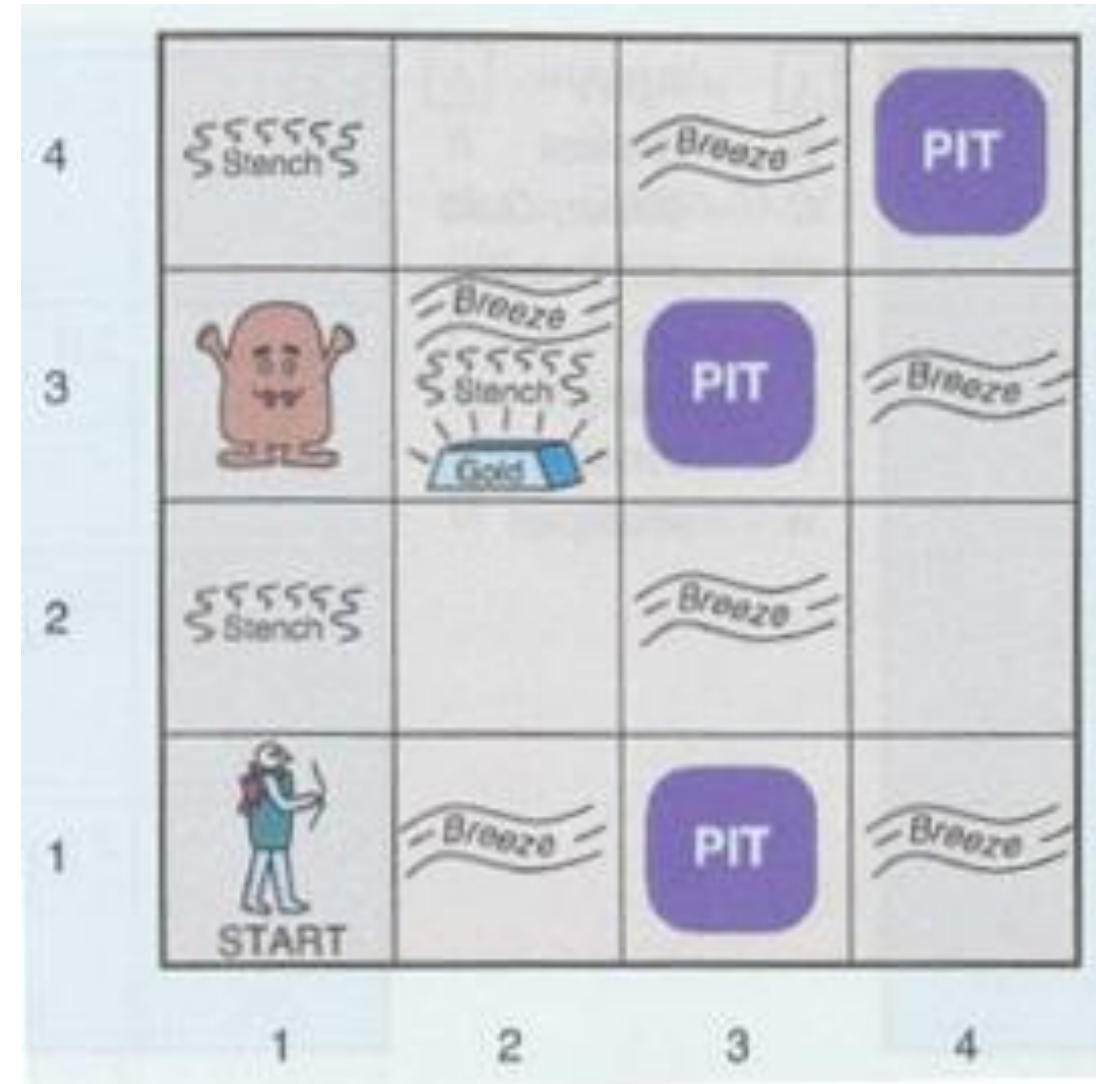 4
Stench
Breeze
PIT
3
Breeze
Stench
Gold
PIT
Breeze
2
Stench
Breeze
1
START
Breeze
PIT
Breeze
1 2 3 4